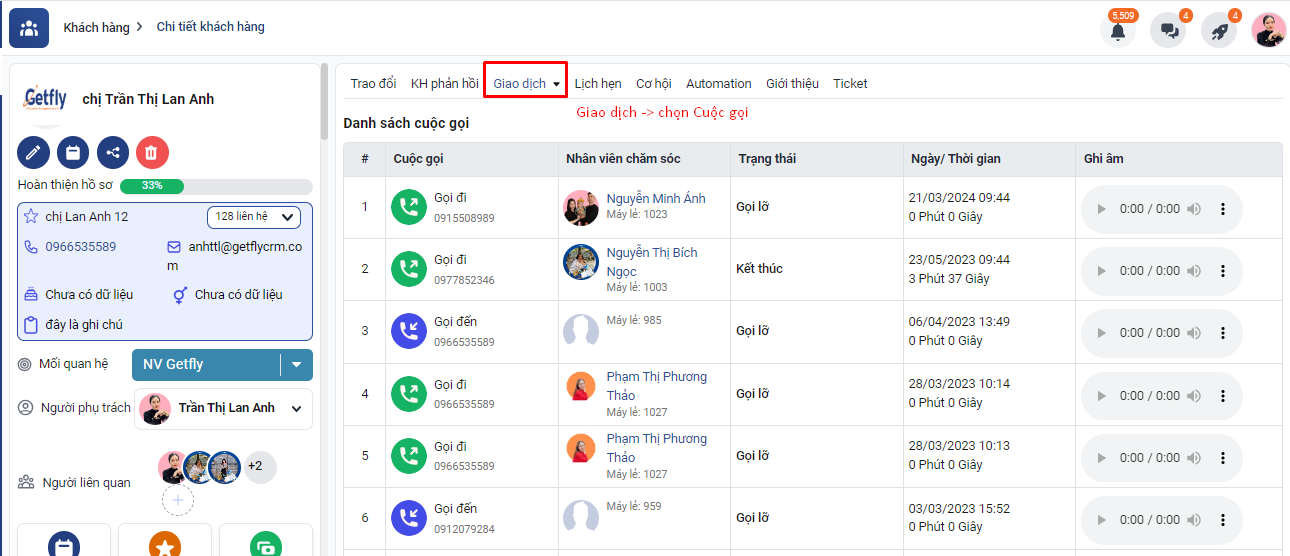 Khách hàng
Chi tiết khách hàng
5,509
4
4
Getfly
chị Trần Thị Lan Anh
Hoàn thiện hồ sơ
33%
chị Lan Anh 12
128 liên hệ
0966535589
anhttl@getflycrm.co
m
Chưa có dữ liệu
Chưa có dữ liệu
đây là ghi chú
Mối quan hệ
NV Getfly
Người phụ trách
Trần Thị Lan Anh
Người liên quan
+2
Trao đổi KH phản hồi Giao dịch Lịch hẹn Cơ hội Automation Giới thiệu Ticket
Giao dịch -> chọn Cuộc gọi
Danh sách cuộc gọi
# Cuộc gọi Nhân viên chăm sóc Trạng thái Ngày/ Thời gian Ghi âm
1
Gọi đi
0915508989
Nguyễn Minh Ánh
Máy lẻ: 1023
Gọi lỡ
21/03/2024 09:44
0 Phút 0 Giây
0:00 / 0:00
2
Gọi đi
0977852346
Nguyễn Thị Bích
Ngọc
Máy lẻ: 1003
Kết thúc
23/05/2023 09:44
3 Phút 37 Giây
0:00 / 0:00
3
Gọi đến
0966535589
Máy lẻ: 985
Gọi lỡ
06/04/2023 13:49
0 Phút 0 Giây
0:00 / 0:00
4
Gọi đi
0966535589
Phạm Thị Phương
Thảo
Máy lẻ: 1027
Gọi lỡ
28/03/2023 10:14
0 Phút 0 Giây
0:00 / 0:00
5
Gọi đi
0966535589
Phạm Thị Phương
Thảo
Máy lẻ: 1027
Gọi lỡ
28/03/2023 10:13
0 Phút 0 Giây
0:00 / 0:00
6
Gọi đến
0912079284
Máy lẻ: 959
Gọi lỡ
03/03/2023 15:52
0 Phút 0 Giây
0:00 / 0:00